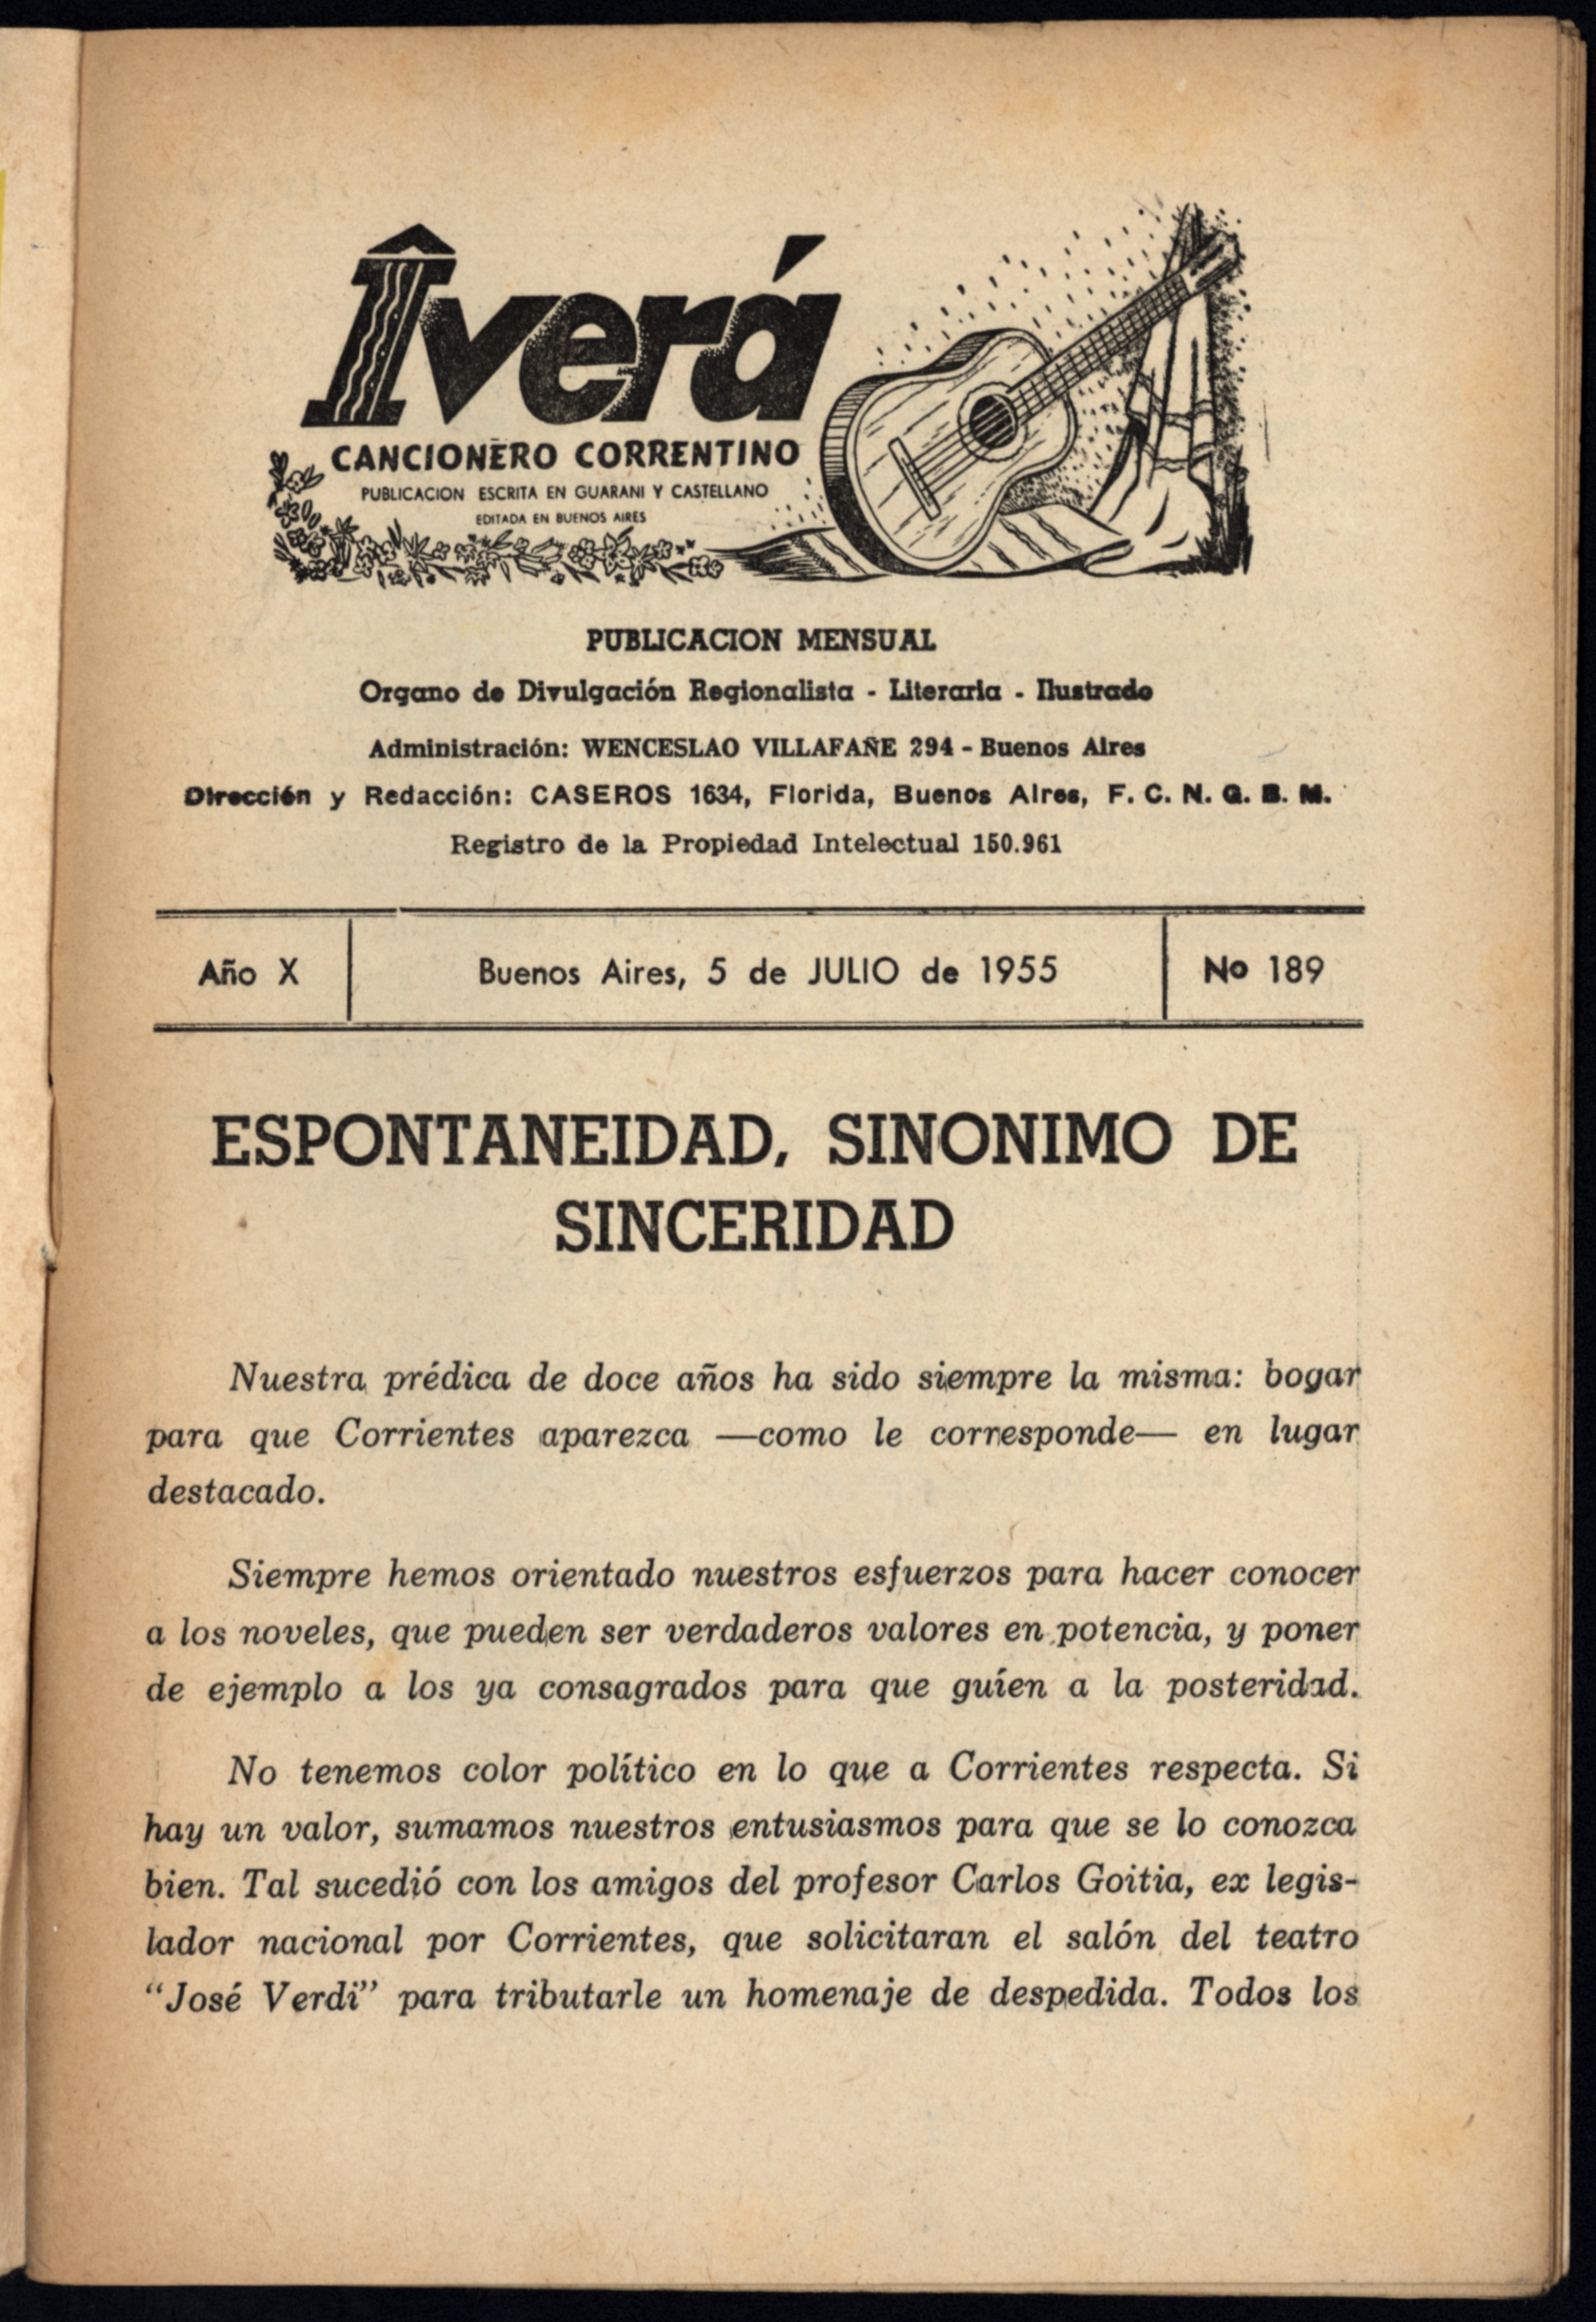 Îverá
CANCIONERO CORRENTINO
PUBLICACION ESCRITA EN GUARANI Y CASTELLANO
EDITADA EN BUENOS AIRES
PUBLICACION MENSUAL
Organo de Divulgación Regionalista - Literaria - Ilustrado
Administración: WENCESLAO VILLAFAÑE 294 - Buenos Aires
Dirección y Redacción: CASEROS 1634, Florida, Buenos Aires, F. C. N. G. B. M.
Registro de la Propiedad Intelectual 150.961
Año X
Buenos Aires, 5 de JULIO de 1955
No 189
ESPONTANEIDAD, SINONIMO DE
SINCERIDAD
Nuestra prédica de doce años ha sido siempre la misma: bogar
para que Corrientes aparezca —como le corresponde— en lugar
destacado.
Siempre hemos orientado nuestros esfuerzos para hacer conocer
a los noveles, que pueden ser verdaderos valores en potencia, y poner
de ejemplo a los ya consagrados para que guíen a la posteridad.
No tenemos color político en lo que a Corrientes respecta. Si
hay un valor, sumamos nuestros entusiasmos para que se lo conozca
bien. Tal sucedió con los amigos del profesor Carlos Goitia, ex legis-
lador nacional por Corrientes, que solicitaran el salón del teatro
“José Verdi” para tributarle un homenaje de despedida. Todos los